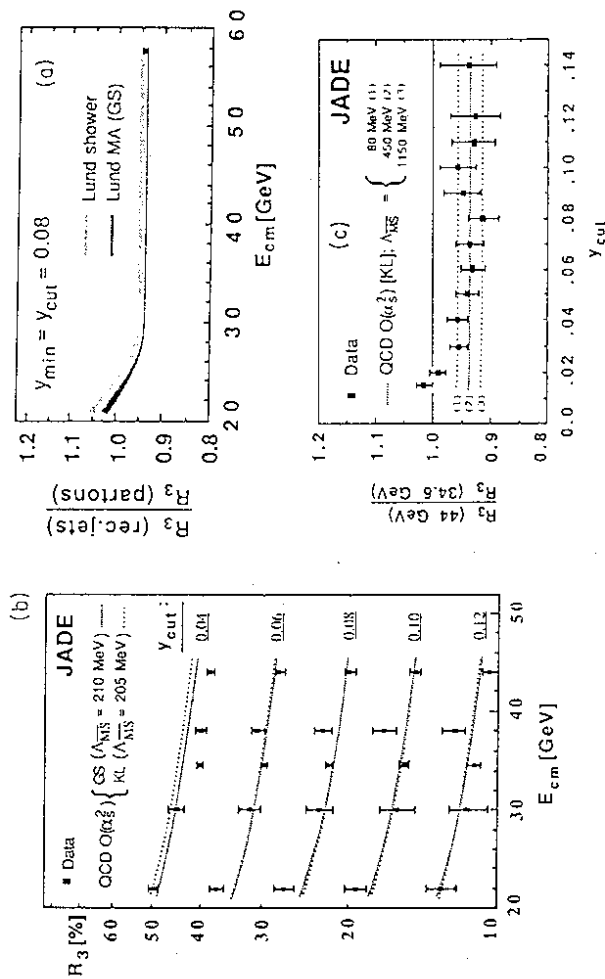 (a)
y_min = y_cut = 0.08
Lund shower
Lund MA (GS)
R_3 (rec.jets)
R_3 (partons)
1.2
1.1
1.0
0.9
0.8
20 30 40 50 60
E_cm [GeV]
(b)
R_3 [%]
JADE
Data
QCD O(α_s^2) { GS (Λ_MS = 210 MeV)
KL (Λ_MS = 205 MeV)
y_cut:
0.04
0.06
0.08
0.10
0.12
60
50
40
30
20
10
20 30 40 50
E_cm [GeV]
(c)
JADE
Data
QCD O(α_s^2) [KL]; Λ_MS = { 80 MeV (1)
450 MeV (2)
1150 MeV (3)
(1)
(2)
(3)
R_3 (44 GeV)
R_3 (34.6 GeV)
1.2
1.1
1.0
0.9
0.8
0.0 .02 .04 .06 .08 .10 .12 .14
y_cut